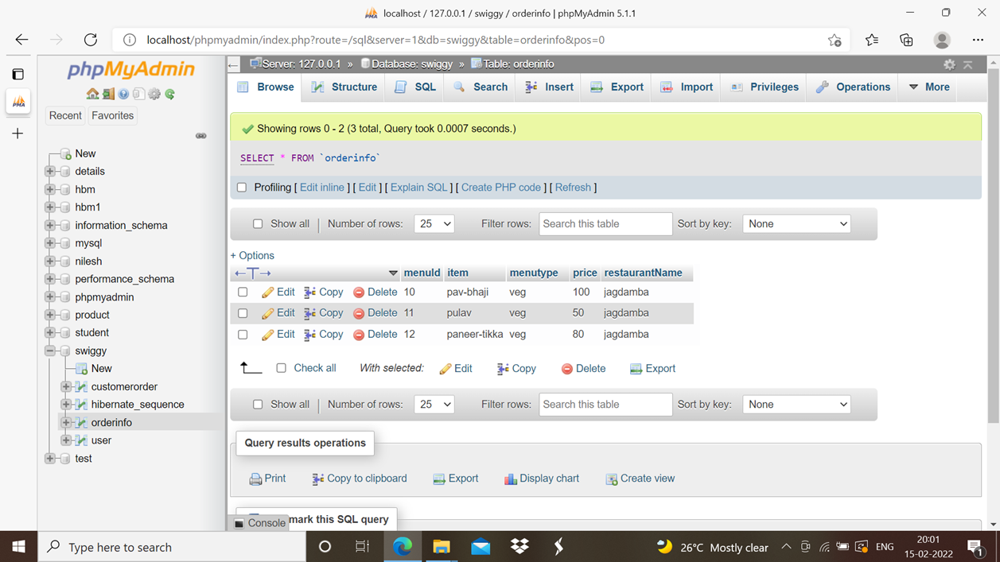 localhost / 127.0.0.1 / swiggy / orderinfo | phpMyAdmin 5.1.1
localhost/phpmyadmin/index.php?route=/sql&server=1&db=swiggy&table=orderinfo&pos=0
phpMyAdmin
Recent Favorites
New
details
hbm
hbm1
information_schema
mysql
nilesh
performance_schema
phpmyadmin
product
student
swiggy
New
customerorder
hibernate_sequence
orderinfo
user
test
Server: 127.0.0.1 » Database: swiggy » Table: orderinfo
Browse Structure SQL Search Insert Export Import Privileges Operations More
Showing rows 0 - 2 (3 total, Query took 0.0007 seconds.)
SELECT * FROM `orderinfo`
Profiling [ Edit inline ] [ Edit ] [ Explain SQL ] [ Create PHP code ] [ Refresh ]
Show all | Number of rows: 25 Filter rows: Search this table Sort by key: None
+ Options
←T→ menuId item menutype price restaurantName
Edit Copy Delete 10 pav-bhaji veg 100 jagdamba
Edit Copy Delete 11 pulav veg 50 jagdamba
Edit Copy Delete 12 paneer-tikka veg 80 jagdamba
Check all With selected: Edit Copy Delete Export
Show all | Number of rows: 25 Filter rows: Search this table Sort by key: None
Query results operations
Print Copy to clipboard Export Display chart Create view
mark this SQL query
Console
Type here to search
26°C Mostly clear ENG
20:01
15-02-2022
1